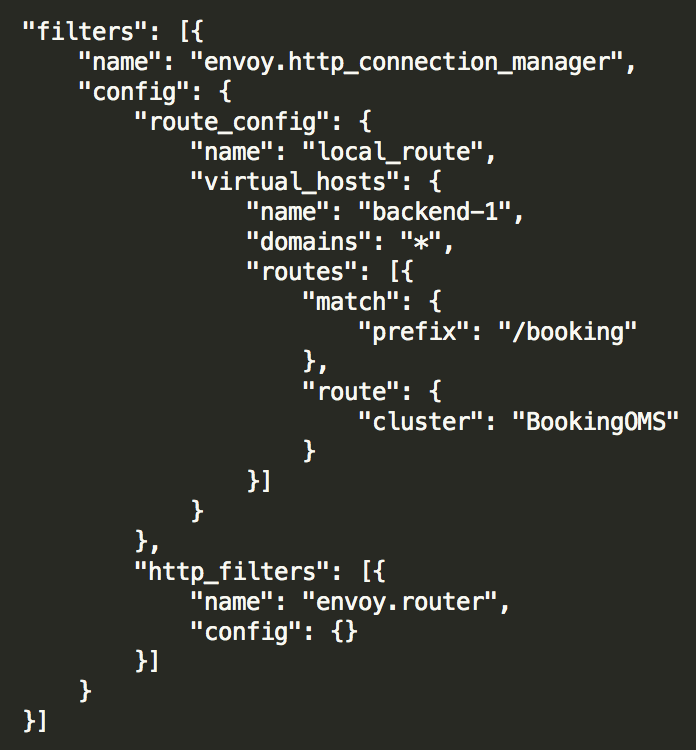 "filters": [{
    "name": "envoy.http_connection_manager",
    "config": {
        "route_config": {
            "name": "local_route",
            "virtual_hosts": {
                "name": "backend-1",
                "domains": "*",
                "routes": [{
                    "match": {
                        "prefix": "/booking"
                    },
                    "route": {
                        "cluster": "BookingOMS"
                    }
                }]
            }
        },
        "http_filters": [{
            "name": "envoy.router",
            "config": {}
        }]
    }
}]